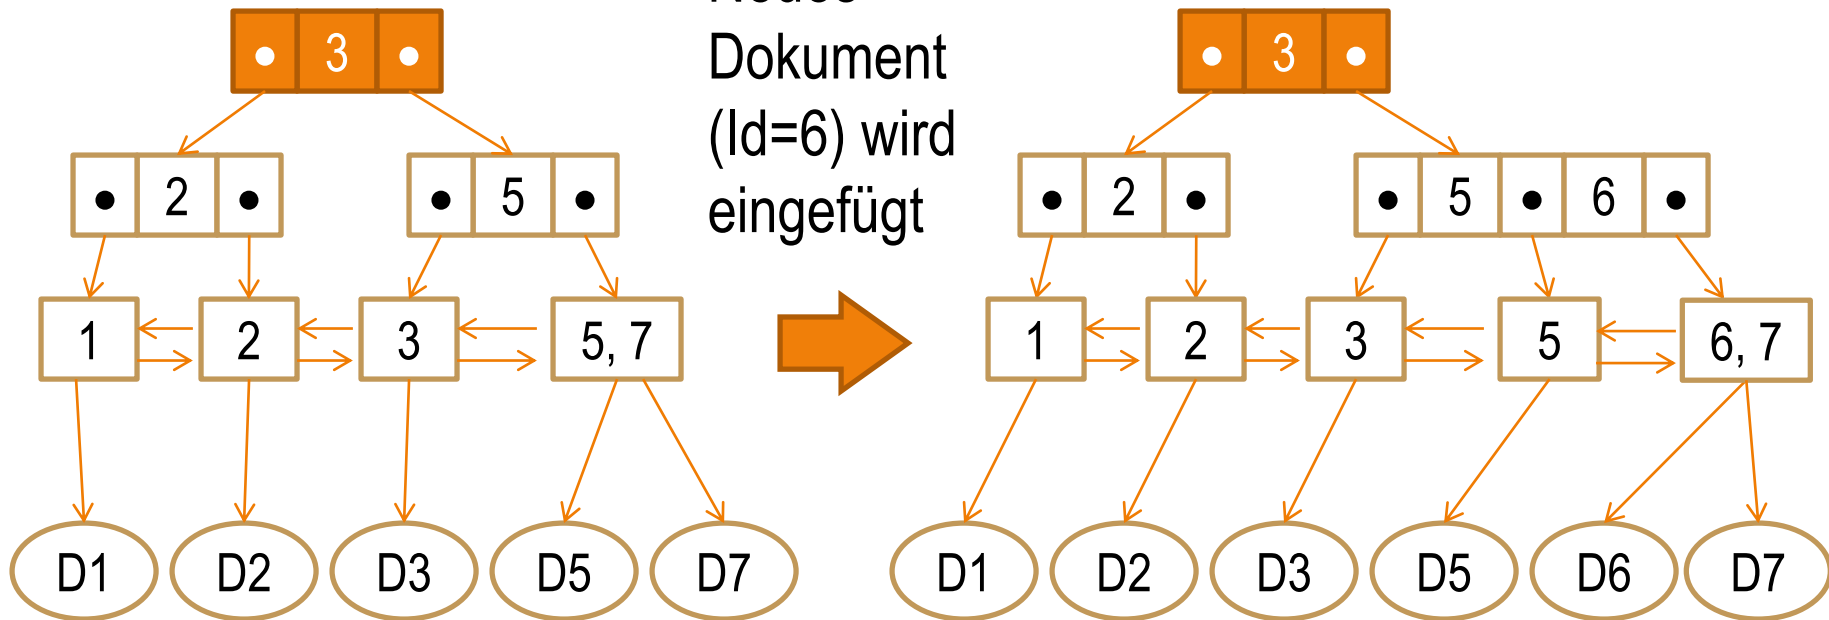 3
2 5
1 2 3 5, 7
D1 D2 D3 D5 D7
Dokument
(Id=6) wird
eingefügt
3
2 5 6
1 2 3 5 6, 7
D1 D2 D3 D5 D6 D7